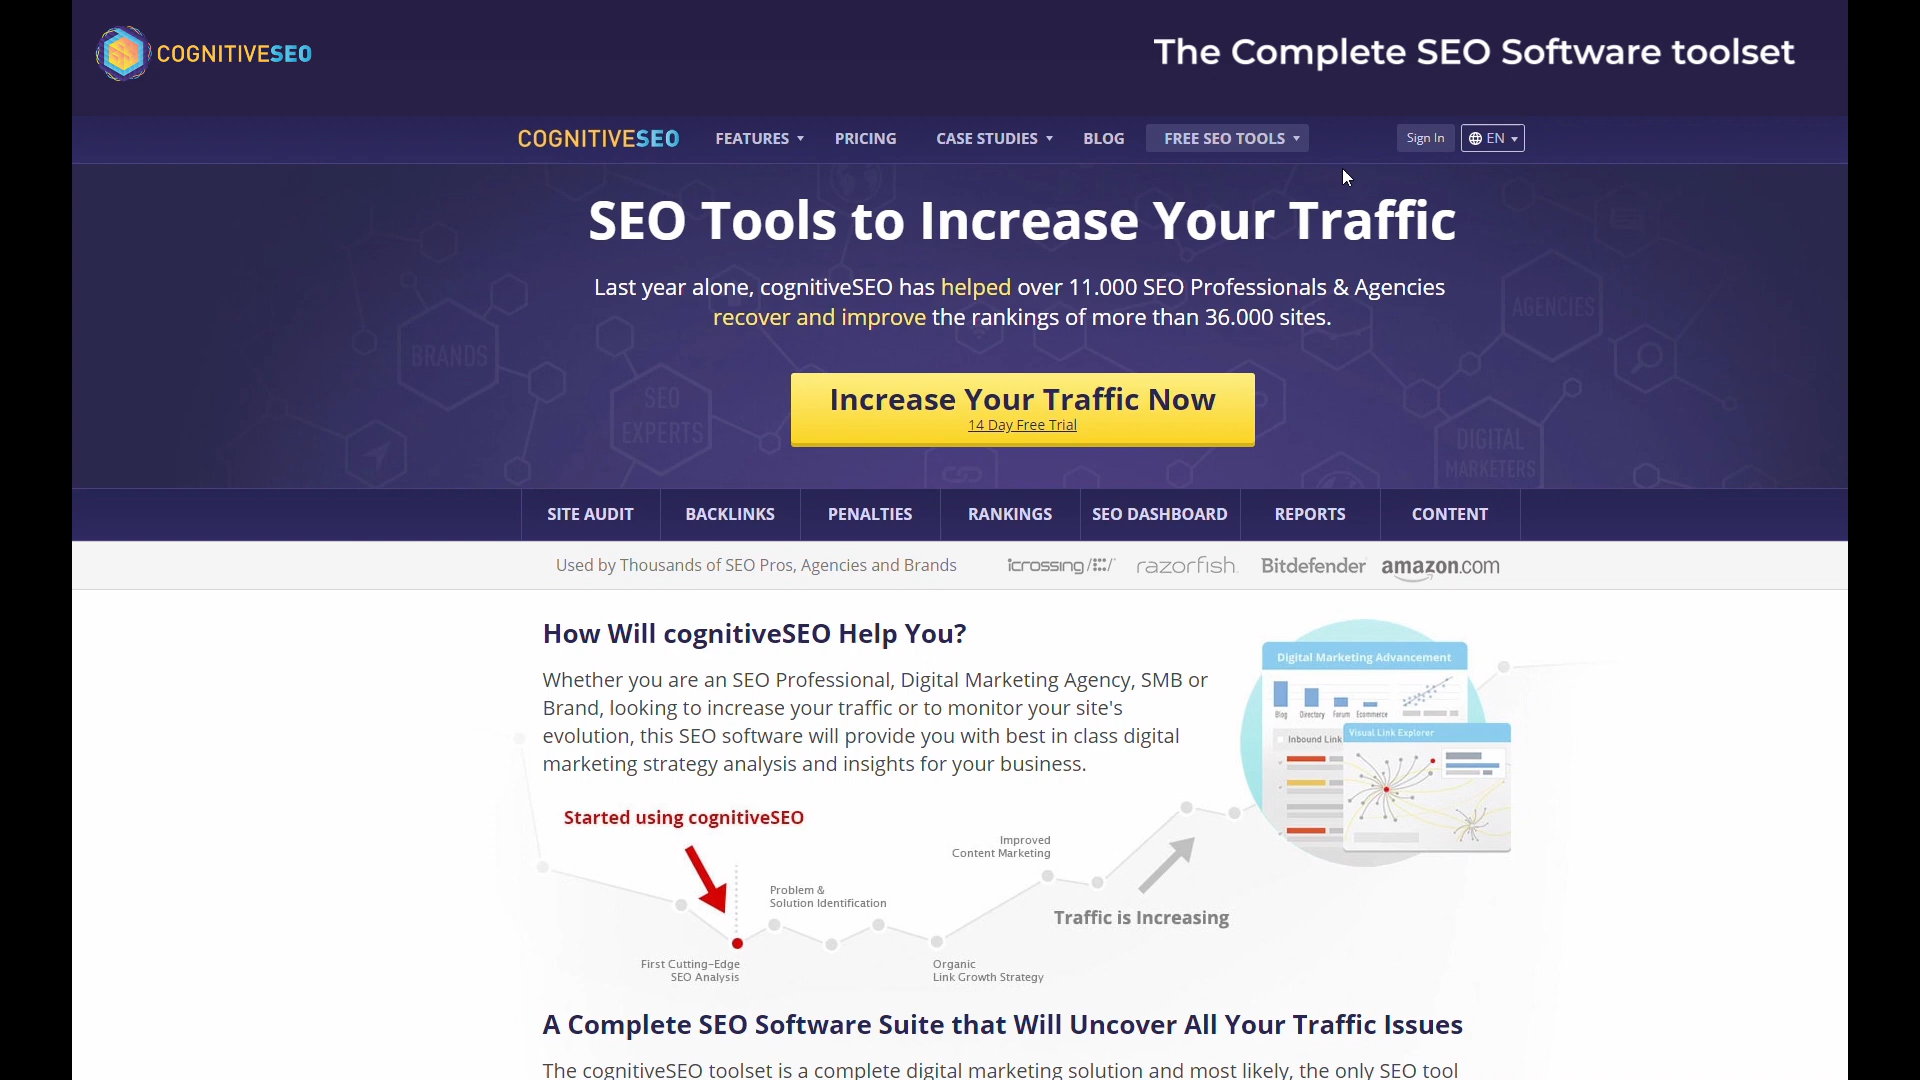 COGNITIVESEO
The Complete SEO Software toolset
COGNITIVESEO FEATURES PRICING CASE STUDIES BLOG FREE SEO TOOLS Sign In EN
SEO Tools to Increase Your Traffic
Last year alone, cognitiveSEO has helped over 11.000 SEO Professionals & Agencies
recover and improve the rankings of more than 36.000 sites.
BRANDS
SEO
EXPERTS
AGENCIES
DIGITAL
MARKETERS
Increase Your Traffic Now
14 Day Free Trial
SITE AUDIT BACKLINKS PENALTIES RANKINGS SEO DASHBOARD REPORTS CONTENT
Used by Thousands of SEO Pros, Agencies and Brands icrossing razorfish. Bitdefender amazon.com
How Will cognitiveSEO Help You?
Whether you are an SEO Professional, Digital Marketing Agency, SMB or
Brand, looking to increase your traffic or to monitor your site's
evolution, this SEO software will provide you with best in class digital
marketing strategy analysis and insights for your business.
Digital Marketing Advancement
Blog Directory Forum Ecommerce
Inbound Link
Visual Link Explorer
Started using cognitiveSEO
Improved
Content Marketing
Problem &
Solution Identification
Traffic is Increasing
First Cutting-Edge
SEO Analysis
Organic
Link Growth Strategy
A Complete SEO Software Suite that Will Uncover All Your Traffic Issues
The cognitiveSEO toolset is a complete digital marketing solution and most likely, the only SEO tool